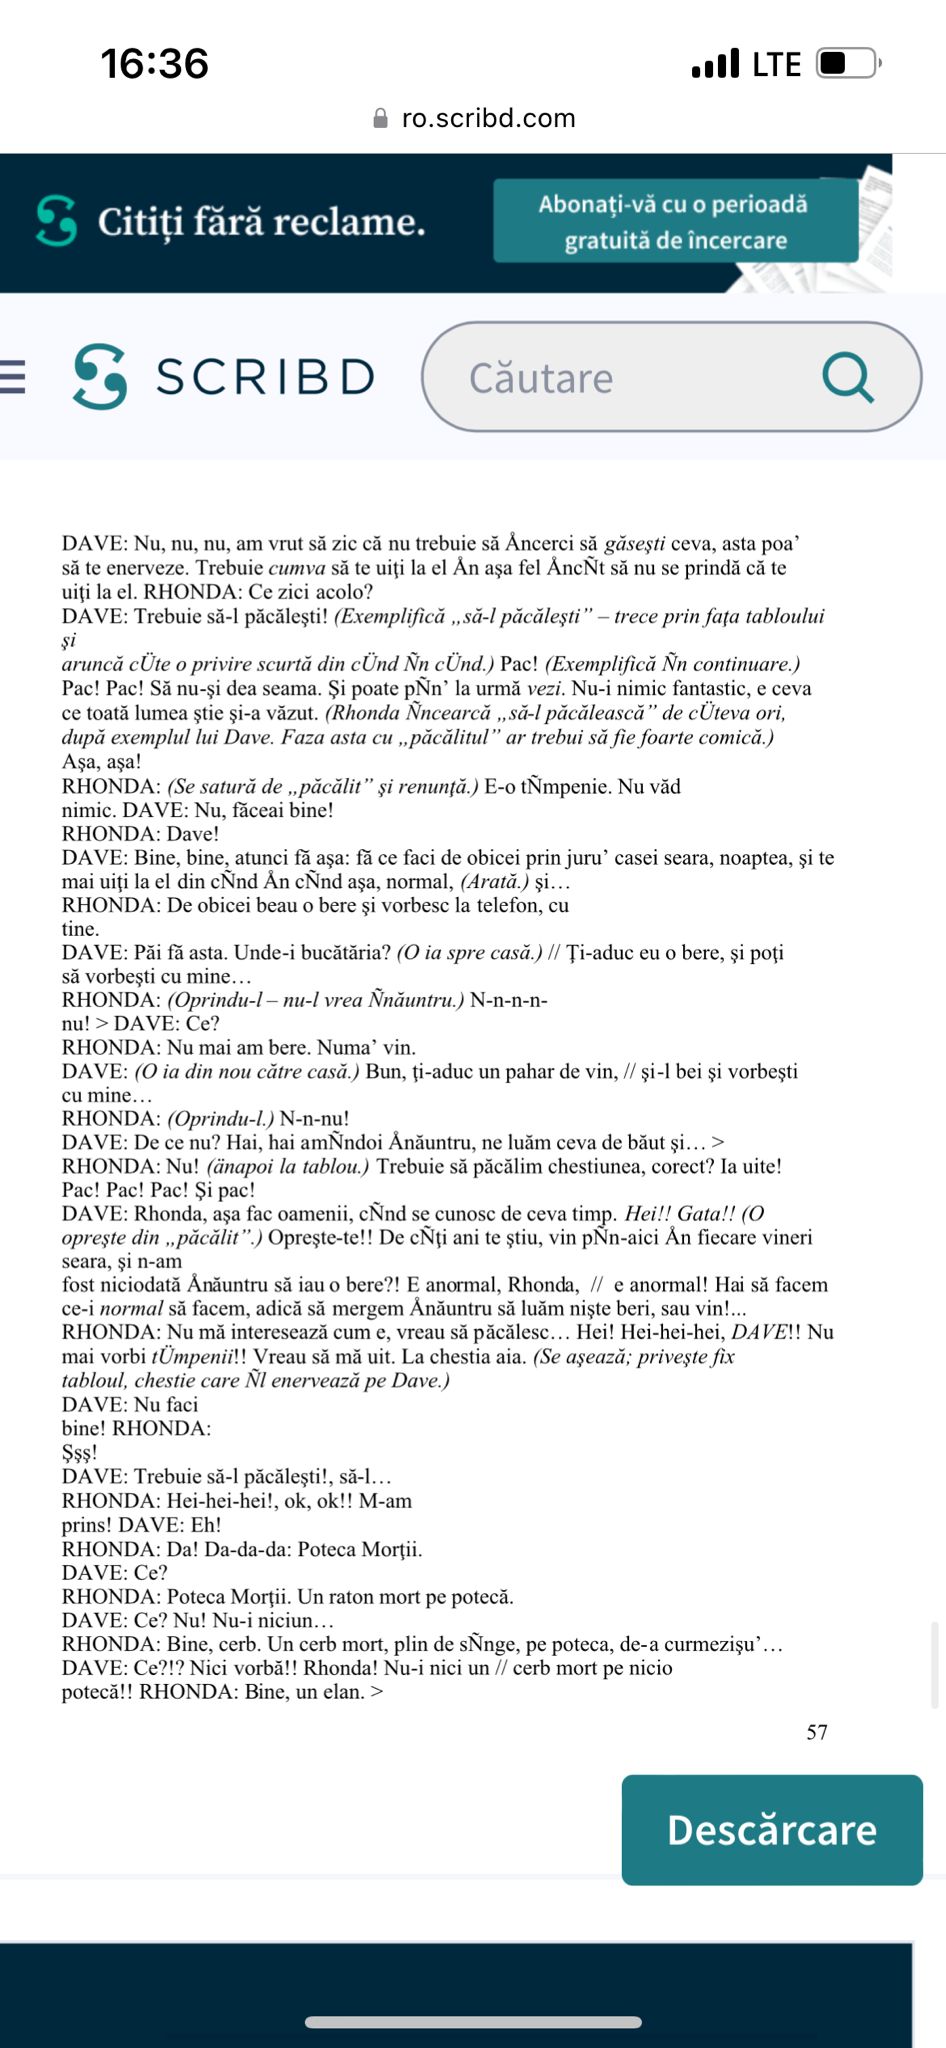 16:36
LTE
ro.scribd.com
Citiți fără reclame.
Abonați-vă cu o perioadă
gratuită de încercare
SCRIBD
Căutare
DAVE: Nu, nu, nu, am vrut să zic că nu trebuie să Åncerci să găseşti ceva, asta poa’
să te enerveze. Trebuie cumva să te uiţi la el Ån aşa fel ÅncÑt să nu se prindă că te
uiţi la el. RHONDA: Ce zici acolo?
DAVE: Trebuie să-l păcăleşti! (Exemplifică „să-l păcăleşti” – trece prin faţa tabloului
şi
aruncă cÜte o privire scurtă din cÜnd Ñn cÜnd.) Pac! (Exemplifică Ñn continuare.)
Pac! Pac! Să nu-şi dea seama. Şi poate pÑn’ la urmă vezi. Nu-i nimic fantastic, e ceva
ce toată lumea ştie şi-a văzut. (Rhonda Ñncearcă „să-l păcălească” de cÜteva ori,
după exemplul lui Dave. Faza asta cu „păcălitul” ar trebui să fie foarte comică.)
Aşa, aşa!
RHONDA: (Se satură de „păcălit” şi renunţă.) E-o tÑmpenie. Nu văd
nimic. DAVE: Nu, făceai bine!
RHONDA: Dave!
DAVE: Bine, bine, atunci fă aşa: fă ce faci de obicei prin juru’ casei seara, noaptea, şi te
mai uiţi la el din cÑnd Ån cÑnd aşa, normal, (Arată.) şi…
RHONDA: De obicei beau o bere şi vorbesc la telefon, cu
tine.
DAVE: Păi fă asta. Unde-i bucătăria? (O ia spre casă.) // Ţi-aduc eu o bere, şi poţi
să vorbeşti cu mine…
RHONDA: (Oprindu-l – nu-l vrea Ñnăuntru.) N-n-n-n-
nu! > DAVE: Ce?
RHONDA: Nu mai am bere. Numa’ vin.
DAVE: (O ia din nou către casă.) Bun, ţi-aduc un pahar de vin, // şi-l bei şi vorbeşti
cu mine…
RHONDA: (Oprindu-l.) N-n-nu!
DAVE: De ce nu? Hai, hai amÑndoi Ånăuntru, ne luăm ceva de băut şi… >
RHONDA: Nu! (änapoi la tablou.) Trebuie să păcălim chestiunea, corect? Ia uite!
Pac! Pac! Pac! Şi pac!
DAVE: Rhonda, aşa fac oamenii, cÑnd se cunosc de ceva timp. Hei!! Gata!! (O
opreşte din „păcălit”.) Opreşte-te!! De cÑţi ani te ştiu, vin pÑn-aici Ån fiecare vineri
seara, şi n-am
fost niciodată Ånăuntru să iau o bere?! E anormal, Rhonda, // e anormal! Hai să facem
ce-i normal să facem, adică să mergem Ånăuntru să luăm nişte beri, sau vin!...
RHONDA: Nu mă interesează cum e, vreau să păcălesc… Hei! Hei-hei-hei, DAVE!! Nu
mai vorbi tÜmpenii!! Vreau să mă uit. La chestia aia. (Se aşează; priveşte fix
tabloul, chestie care Ñl enervează pe Dave.)
DAVE: Nu faci
bine! RHONDA:
Şşş!
DAVE: Trebuie să-l păcăleşti!, să-l…
RHONDA: Hei-hei-hei!, ok, ok!! M-am
prins! DAVE: Eh!
RHONDA: Da! Da-da-da: Poteca Morţii.
DAVE: Ce?
RHONDA: Poteca Morţii. Un raton mort pe potecă.
DAVE: Ce? Nu! Nu-i niciun…
RHONDA: Bine, cerb. Un cerb mort, plin de sÑnge, pe poteca, de-a curmezişu’…
DAVE: Ce?!? Nici vorbă!! Rhonda! Nu-i nici un // cerb mort pe nicio
potecă!! RHONDA: Bine, un elan. >
57
Descărcare